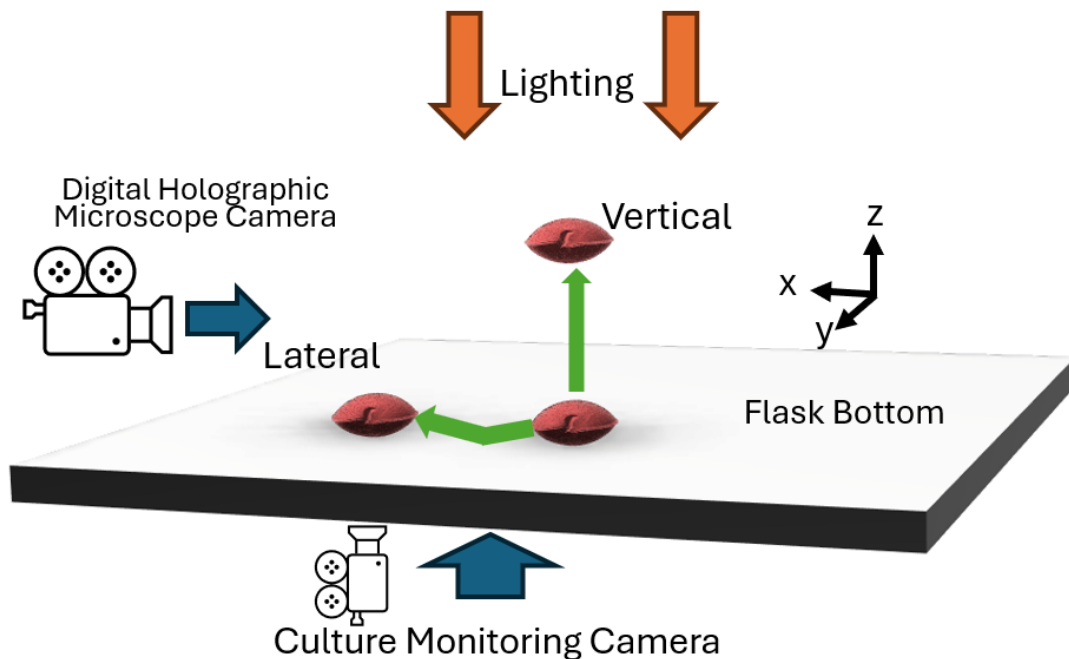 Lighting
Digital Holographic
Microscope Camera
Vertical
z
x
y
Lateral
Flask Bottom
Culture Monitoring Camera